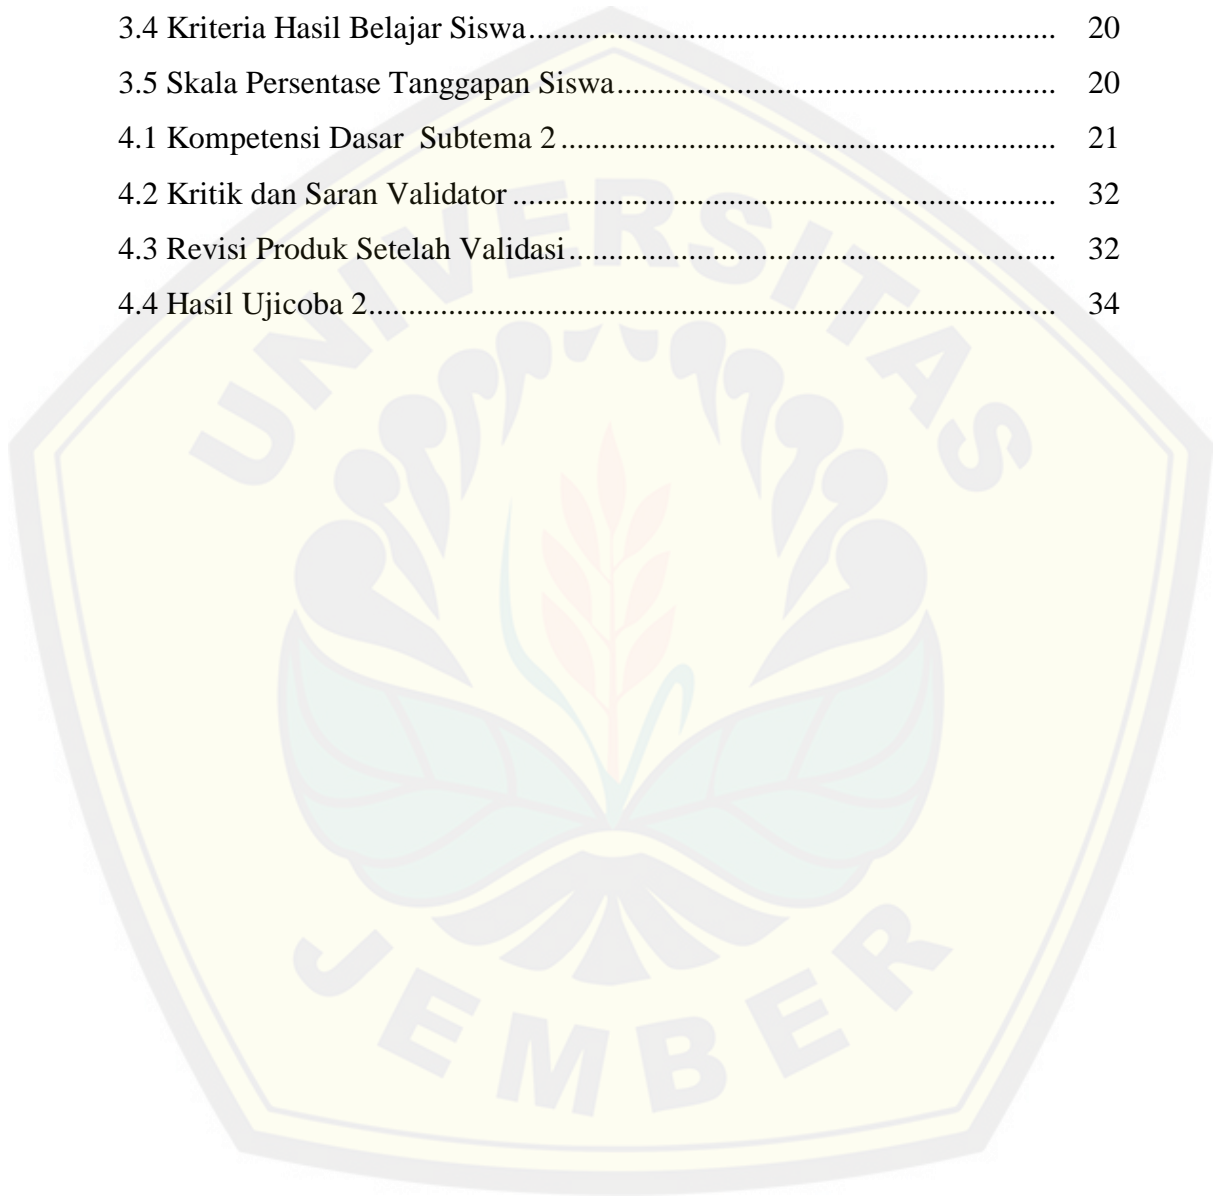 3.4 Kriteria Hasil Belajar Siswa.................................................................. 20
3.5 Skala Persentase Tanggapan Siswa....................................................... 20
4.1 Kompetensi Dasar  Subtema 2.............................................................. 21
4.2 Kritik dan Saran Validator.................................................................... 32
4.3 Revisi Produk Setelah Validasi............................................................. 32
4.4 Hasil Ujicoba 2...................................................................................... 34
UNIVERSITAS
JEMBER